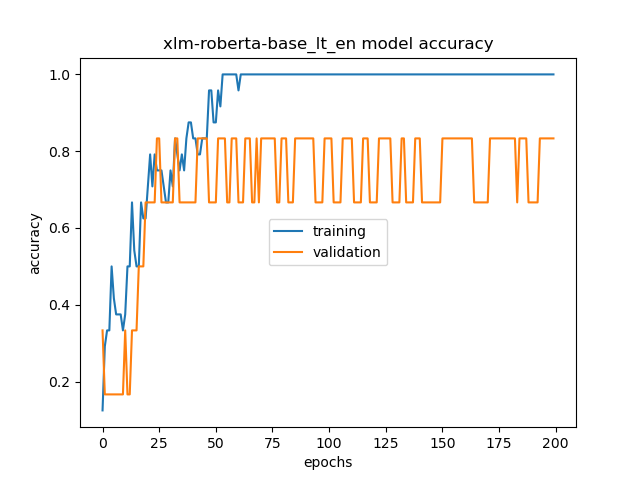 xlm-roberta-base_lt_en model accuracy
1.0
0.8
0.6
0.4
0.2
accuracy
training
validation
0 25 50 75 100 125 150 175 200
epochs